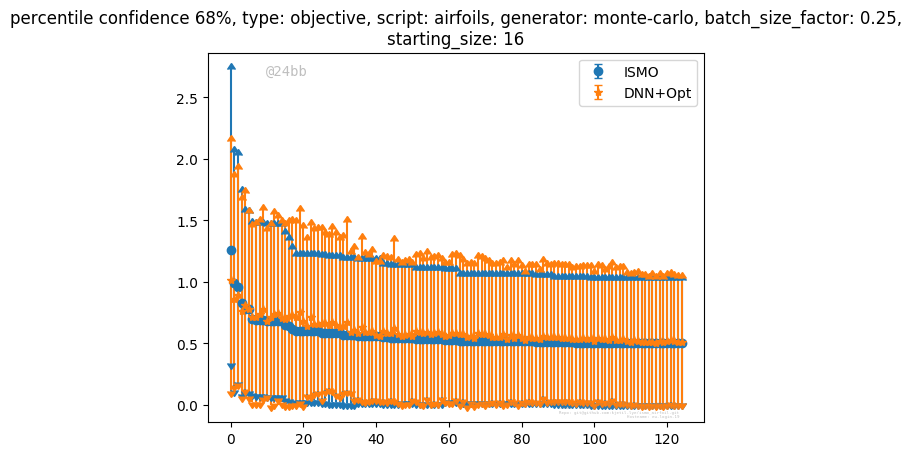 percentile confidence 68%, type: objective, script: airfoils, generator: monte-carlo, batch_size_factor: 0.25,
starting_size: 16
@24bb
ISMO
DNN+Opt
2.5
2.0
1.5
1.0
0.5
0.0
0 20 40 60 80 100 120